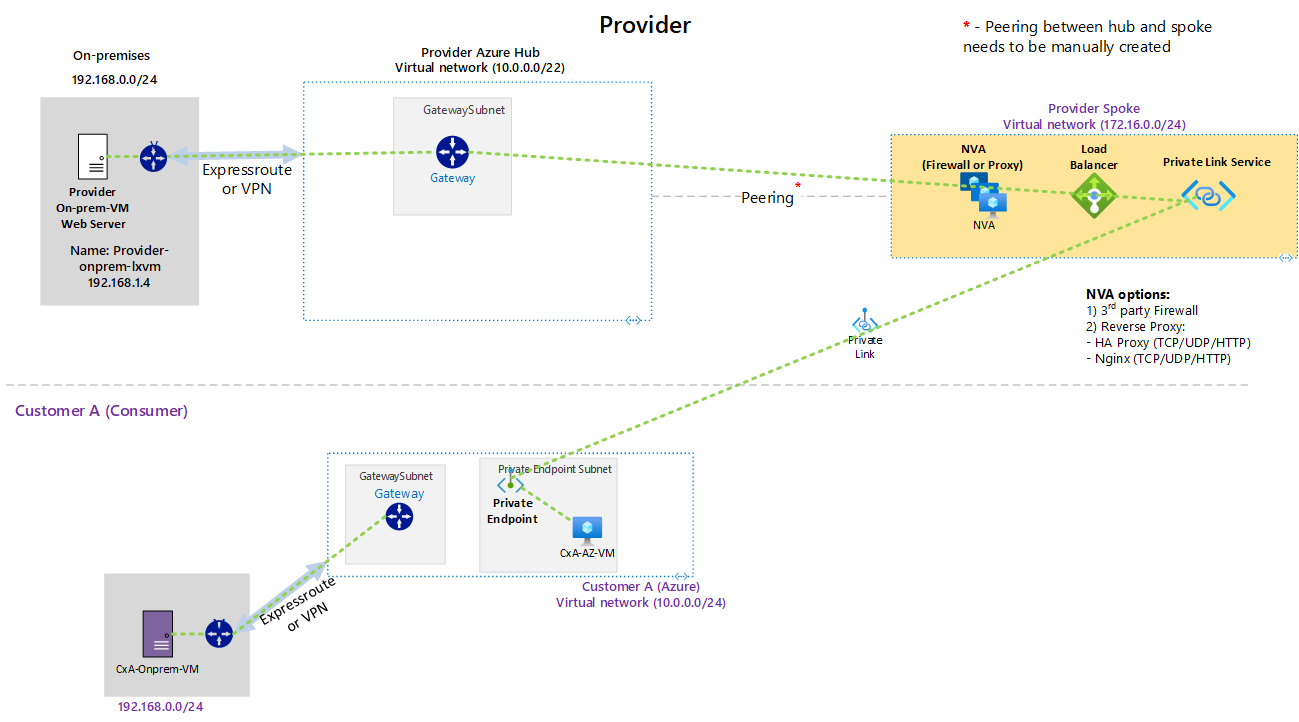 Provider
* - Peering between hub and spoke
needs to be manually created
On-premises
192.168.0.0/24
Provider Azure Hub
Virtual network (10.0.0.0/22)
GatewaySubnet
Gateway
Expressroute
or VPN
Provider
On-prem-VM
Web Server
Name: Provider-
onprem-lxvm
192.168.1.4
Peering *
Provider Spoke
Virtual network (172.16.0.0/24)
NVA
(Firewall or Proxy)
NVA
Load
Balancer
Private Link Service
NVA options:
1) 3rd party Firewall
2) Reverse Proxy:
- HA Proxy (TCP/UDP/HTTP)
- Nginx (TCP/UDP/HTTP)
Private
Link
Customer A (Consumer)
GatewaySubnet
Gateway
Private Endpoint Subnet
Private
Endpoint
CxA-AZ-VM
Customer A (Azure)
Virtual network (10.0.0.0/24)
Expressroute
or VPN
CxA-Onprem-VM
192.168.0.0/24